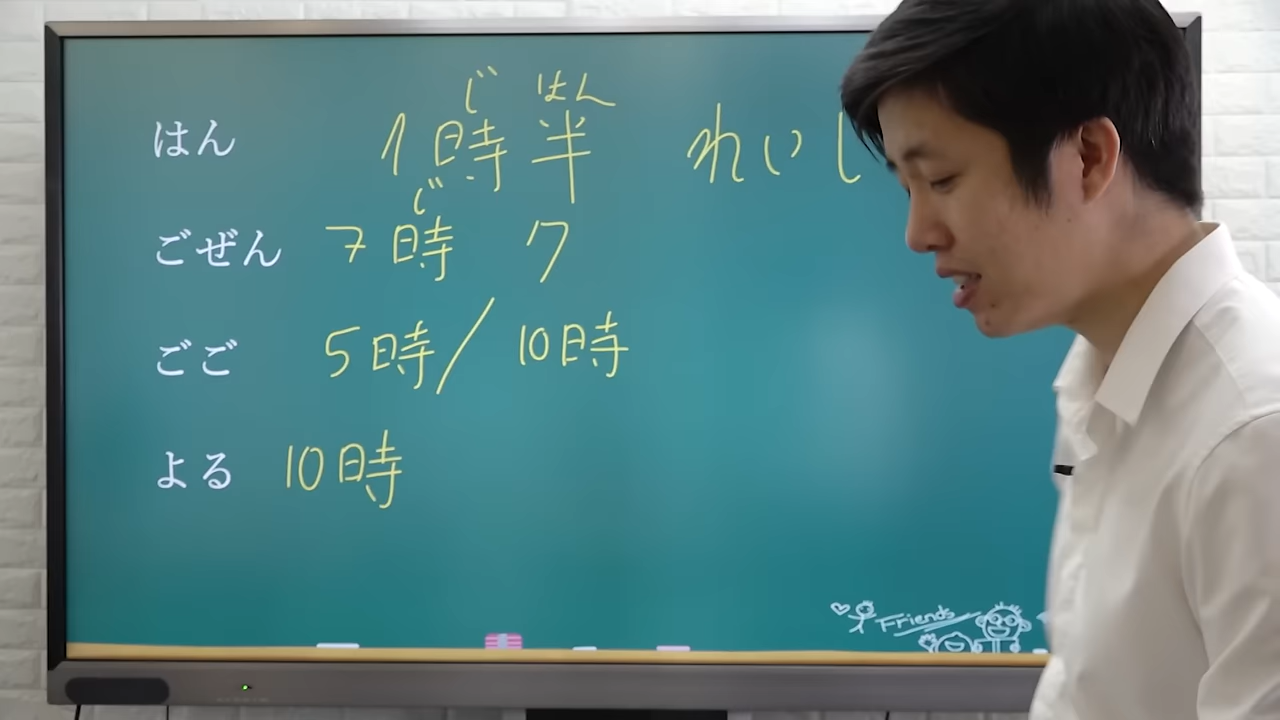 はん 1時半 れいし
じ はん
ごぜん 7時 7
じ
ごご 5時/10時
よる 10時
Friends